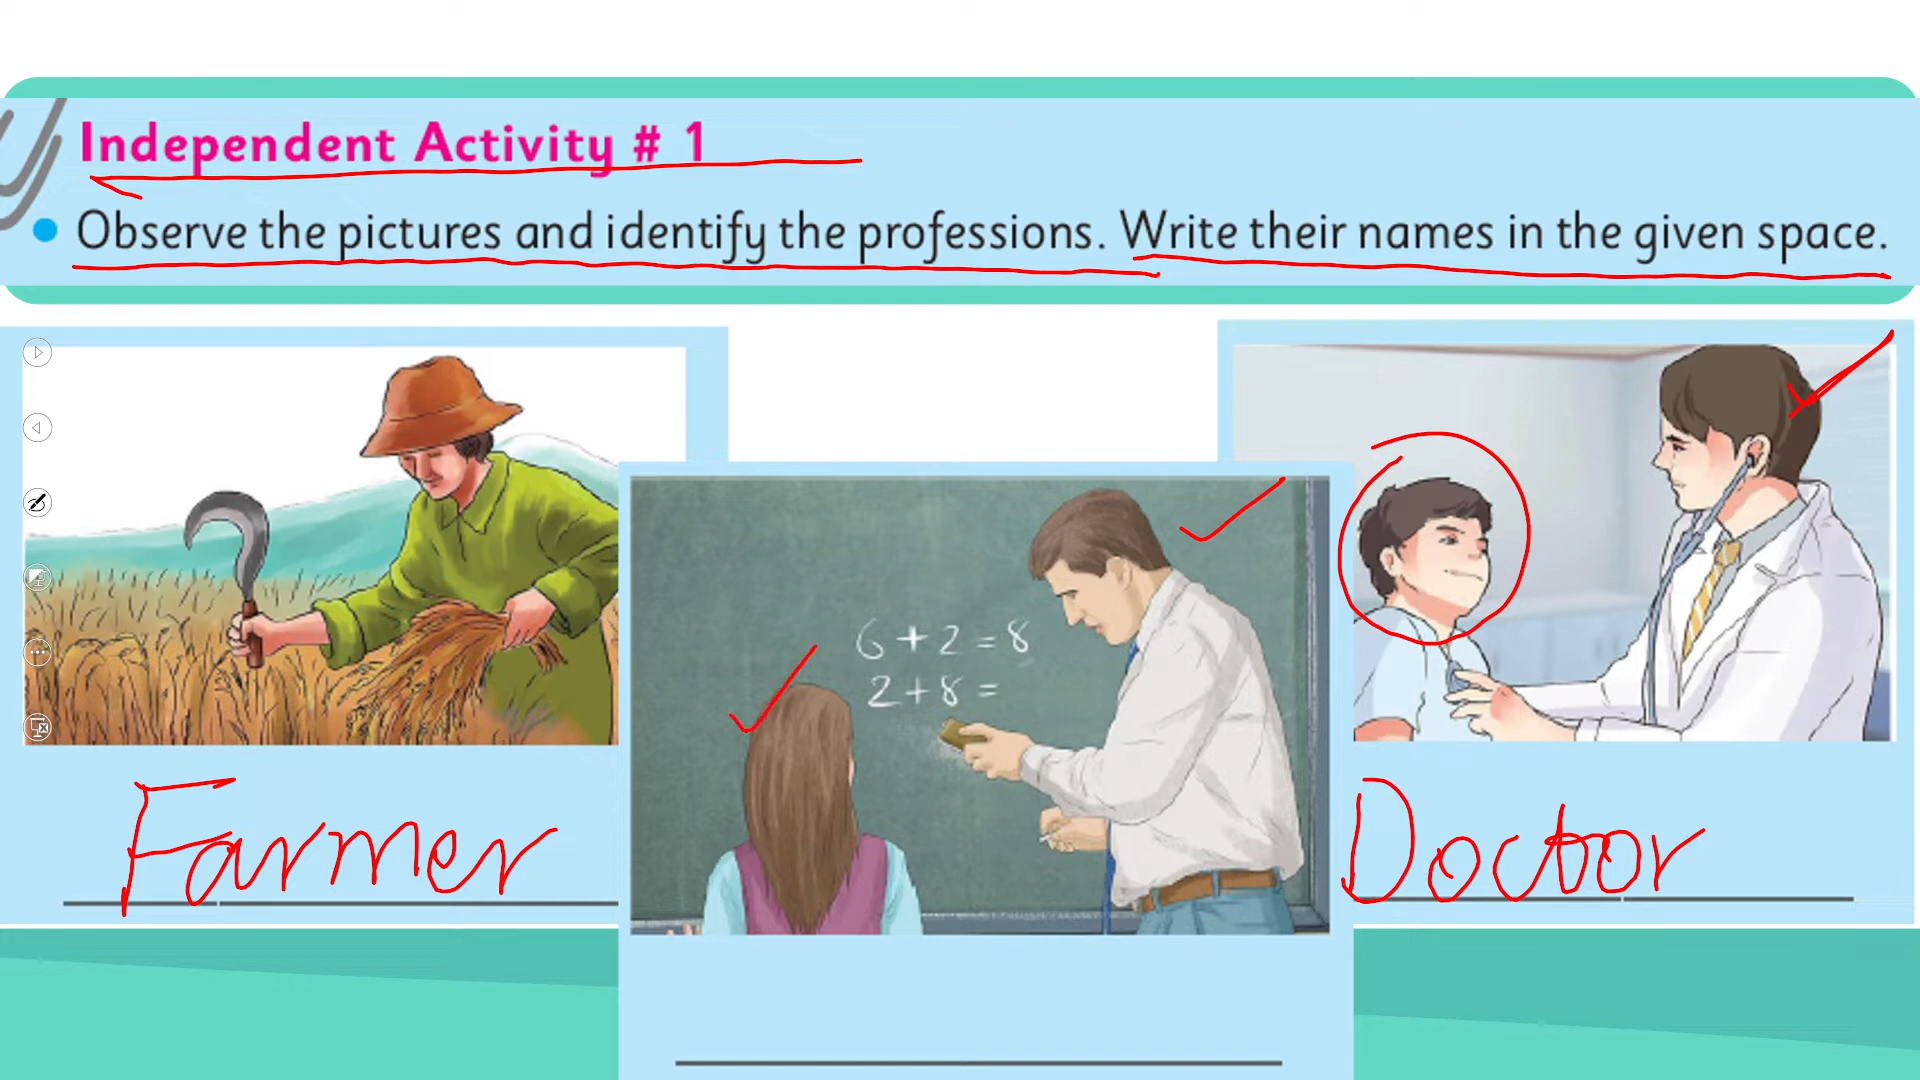 Independent Activity # 1
Observe the pictures and identify the professions. Write their names in the given space.
6+2=8
2+8=
Farmer
Doctor